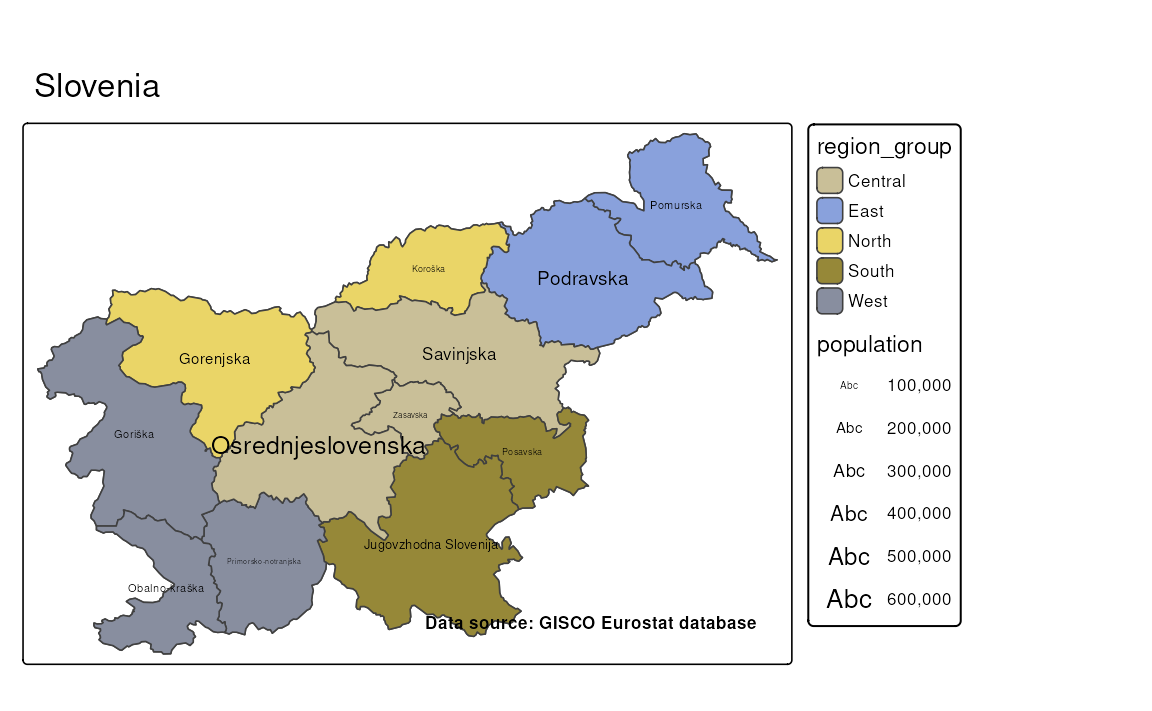 Slovenia
Pomurska
Koroška
Podravska
Gorenjska
Savinjska
Zasavska
Goriška
Osrednjeslovenska
Posavska
Jugovzhodna Slovenija
Primorsko-notranjska
Obalno-kraška
Data source: GISCO Eurostat database
region_group
Central
East
North
South
West
population
Abc 100,000
Abc 200,000
Abc 300,000
Abc 400,000
Abc 500,000
Abc 600,000